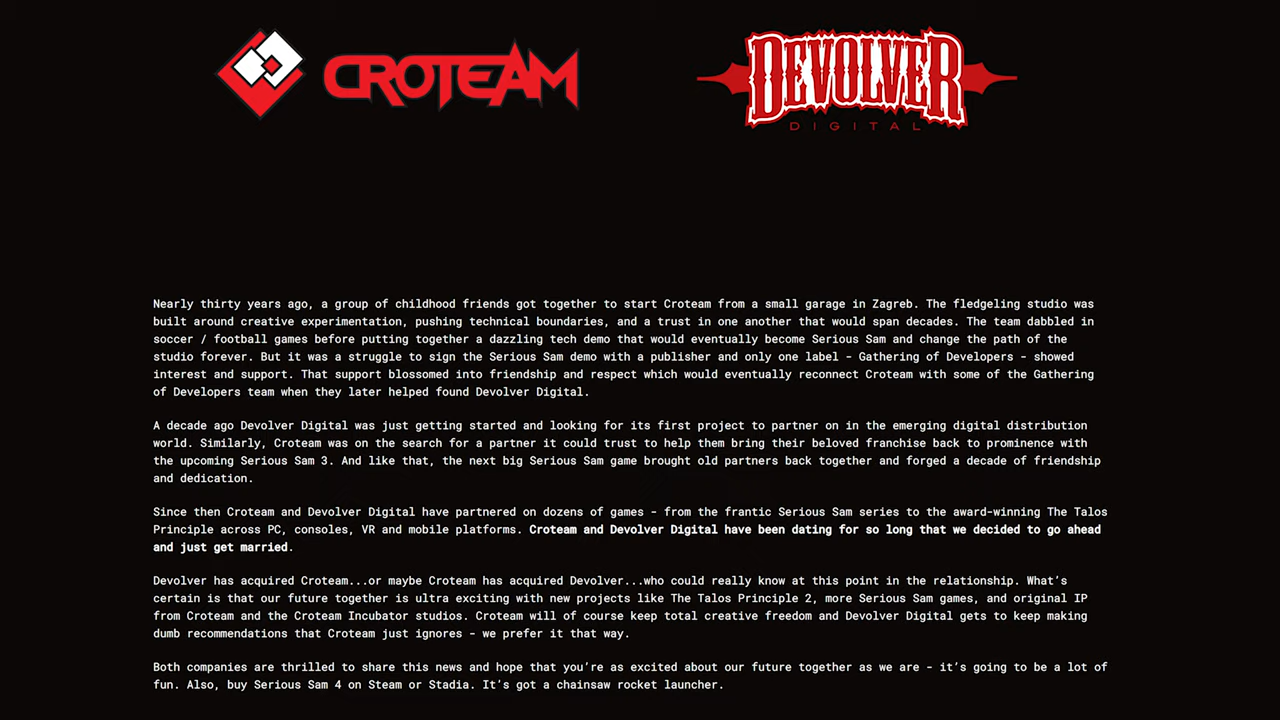 CROTEAM
DEVOLVER
DIGITAL
Nearly thirty years ago, a group of childhood friends got together to start Croteam from a small garage in Zagreb. The fledgeling studio was
built around creative experimentation, pushing technical boundaries, and a trust in one another that would span decades. The team dabbled in
soccer / football games before putting together a dazzling tech demo that would eventually become Serious Sam and change the path of the
studio forever. But it was a struggle to sign the Serious Sam demo with a publisher and only one label - Gathering of Developers - showed
interest and support. That support blossomed into friendship and respect which would eventually reconnect Croteam with some of the Gathering
of Developers team when they later helped found Devolver Digital.
A decade ago Devolver Digital was just getting started and looking for its first project to partner on in the emerging digital distribution
world. Similarly, Croteam was on the search for a partner it could trust to help them bring their beloved franchise back to prominence with
the upcoming Serious Sam 3. And like that, the next big Serious Sam game brought old partners back together and forged a decade of friendship
and dedication.
Since then Croteam and Devolver Digital have partnered on dozens of games - from the frantic Serious Sam series to the award-winning The Talos
Principle across PC, consoles, VR and mobile platforms. Croteam and Devolver Digital have been dating for so long that we decided to go ahead
and just get married.
Devolver has acquired Croteam...or maybe Croteam has acquired Devolver...who could really know at this point in the relationship. What's
certain is that our future together is ultra exciting with new projects like The Talos Principle 2, more Serious Sam games, and original IP
from Croteam and the Croteam Incubator studios. Croteam will of course keep total creative freedom and Devolver Digital gets to keep making
dumb recommendations that Croteam just ignores - we prefer it that way.
Both companies are thrilled to share this news and hope that you're as excited about our future together as we are - it's going to be a lot of
fun. Also, buy Serious Sam 4 on Steam or Stadia. It's got a chainsaw rocket launcher.